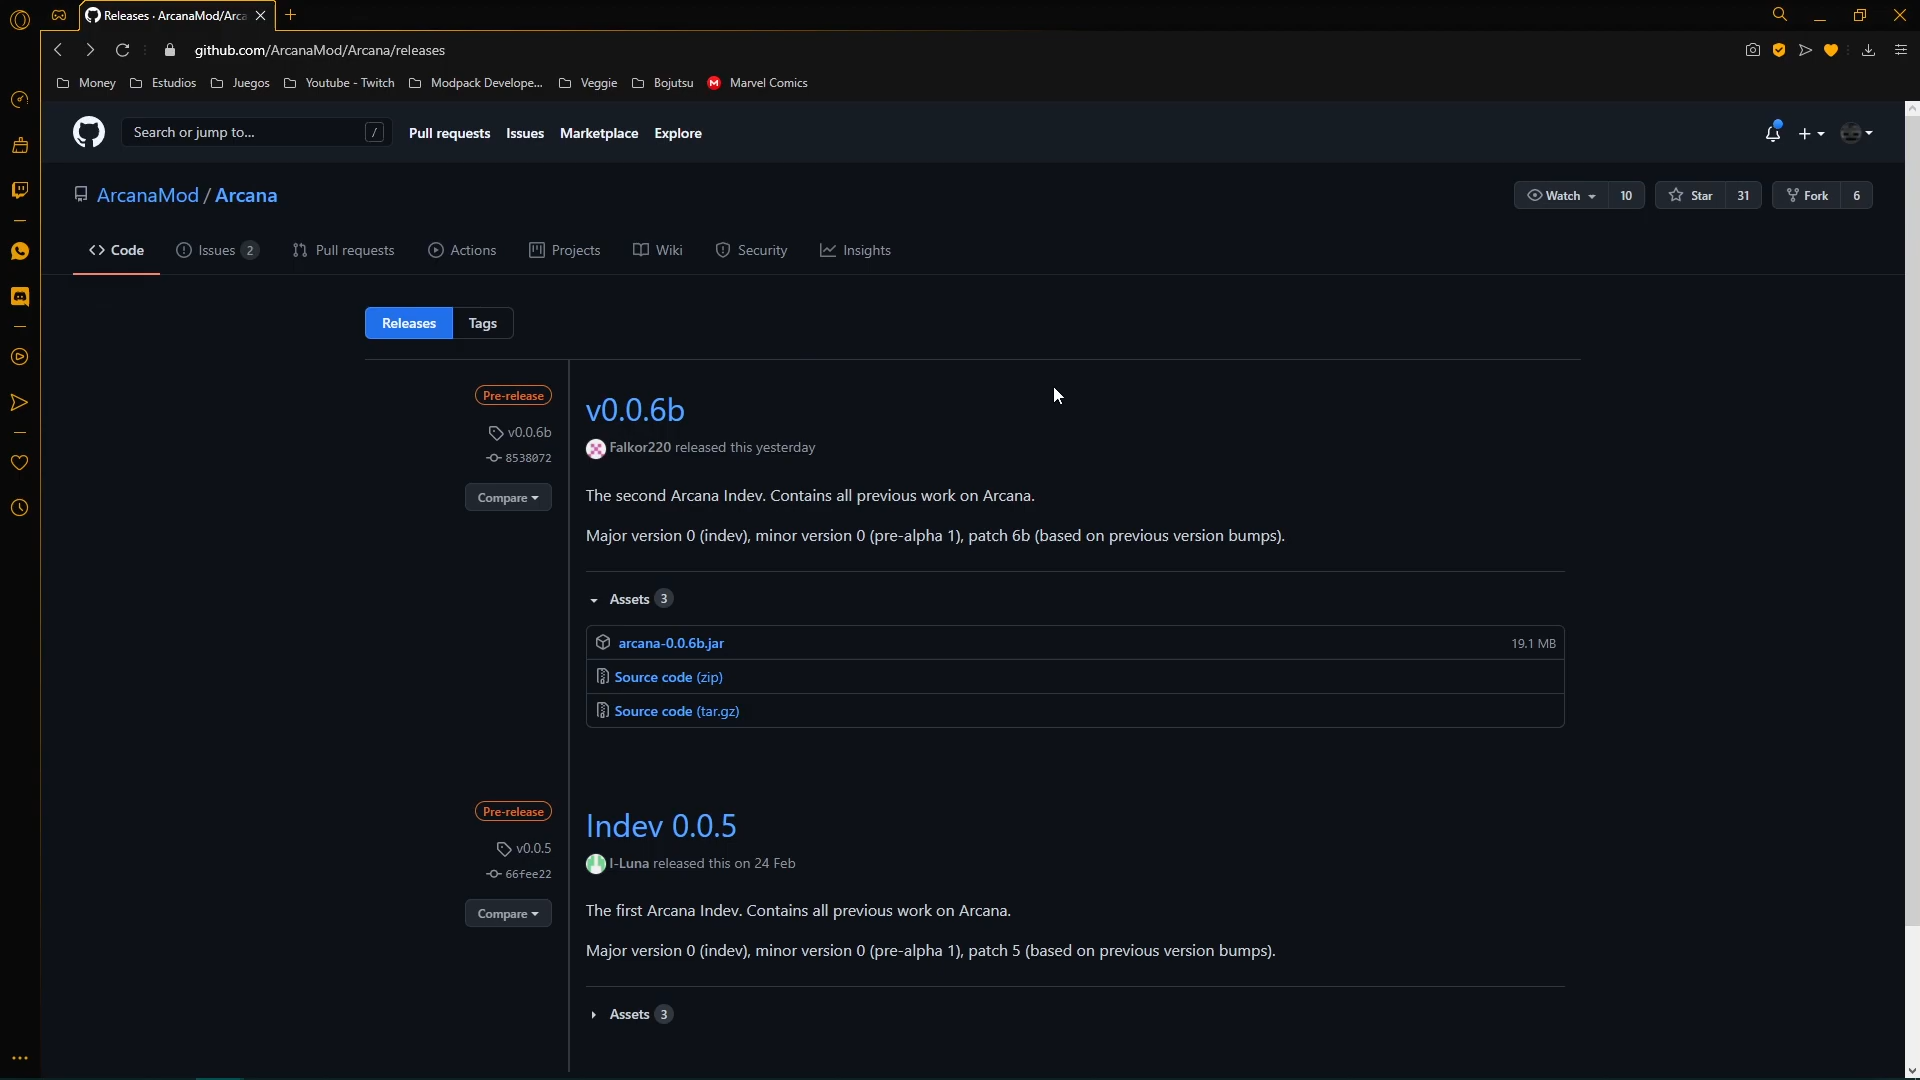 Releases · ArcanaMod/Arca
github.com/ArcanaMod/Arcana/releases
Money Estudios Juegos Youtube - Twitch Modpack Develope... Veggie Bojutsu M Marvel Comics
Search or jump to... / Pull requests Issues Marketplace Explore
ArcanaMod / Arcana Watch 10 Star 31 Fork 6
Code Issues 2 Pull requests Actions Projects Wiki Security Insights
Releases Tags
Pre-release
v0.0.6b
8538072
Compare
v0.0.6b
Falkor220 released this yesterday
The second Arcana Indev. Contains all previous work on Arcana.
Major version 0 (indev), minor version 0 (pre-alpha 1), patch 6b (based on previous version bumps).
Assets 3
arcana-0.0.6b.jar 19.1 MB
Source code (zip)
Source code (tar.gz)
Pre-release
v0.0.5
66fee22
Compare
Indev 0.0.5
l-Luna released this on 24 Feb
The first Arcana Indev. Contains all previous work on Arcana.
Major version 0 (indev), minor version 0 (pre-alpha 1), patch 5 (based on previous version bumps).
Assets 3